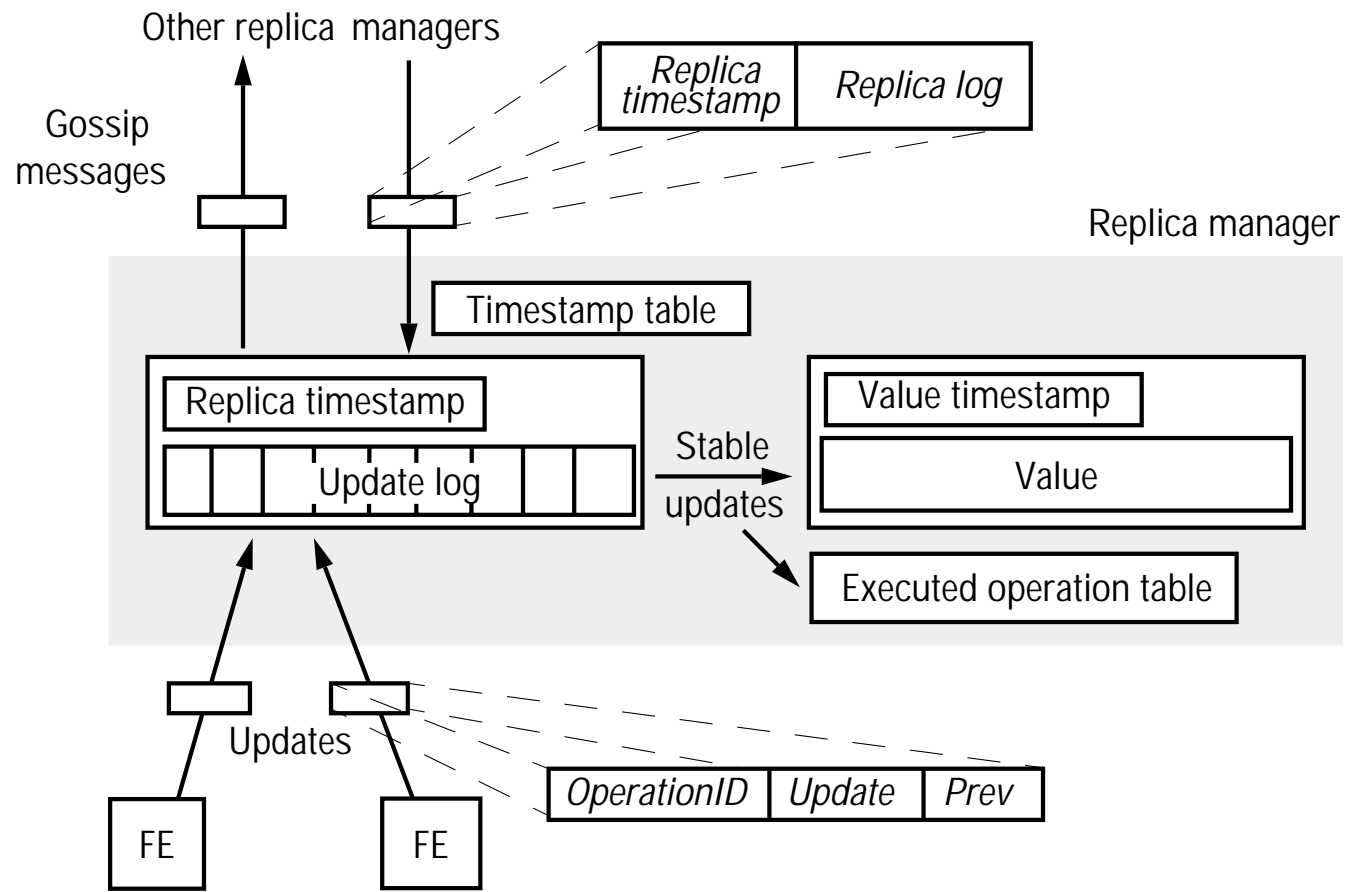 Other replica managers
Replica
timestamp
Replica log
Gossip
messages
Replica manager
Timestamp table
Replica timestamp
Update log
Stable
updates
Value timestamp
Value
Executed operation table
Updates
OperationID
Update
Prev
FE
FE